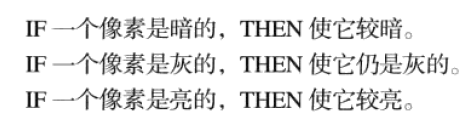 IF 一个像素是暗的，THEN 使它较暗。
IF 一个像素是灰的，THEN 使它仍是灰的。
IF 一个像素是亮的，THEN 使它较亮。